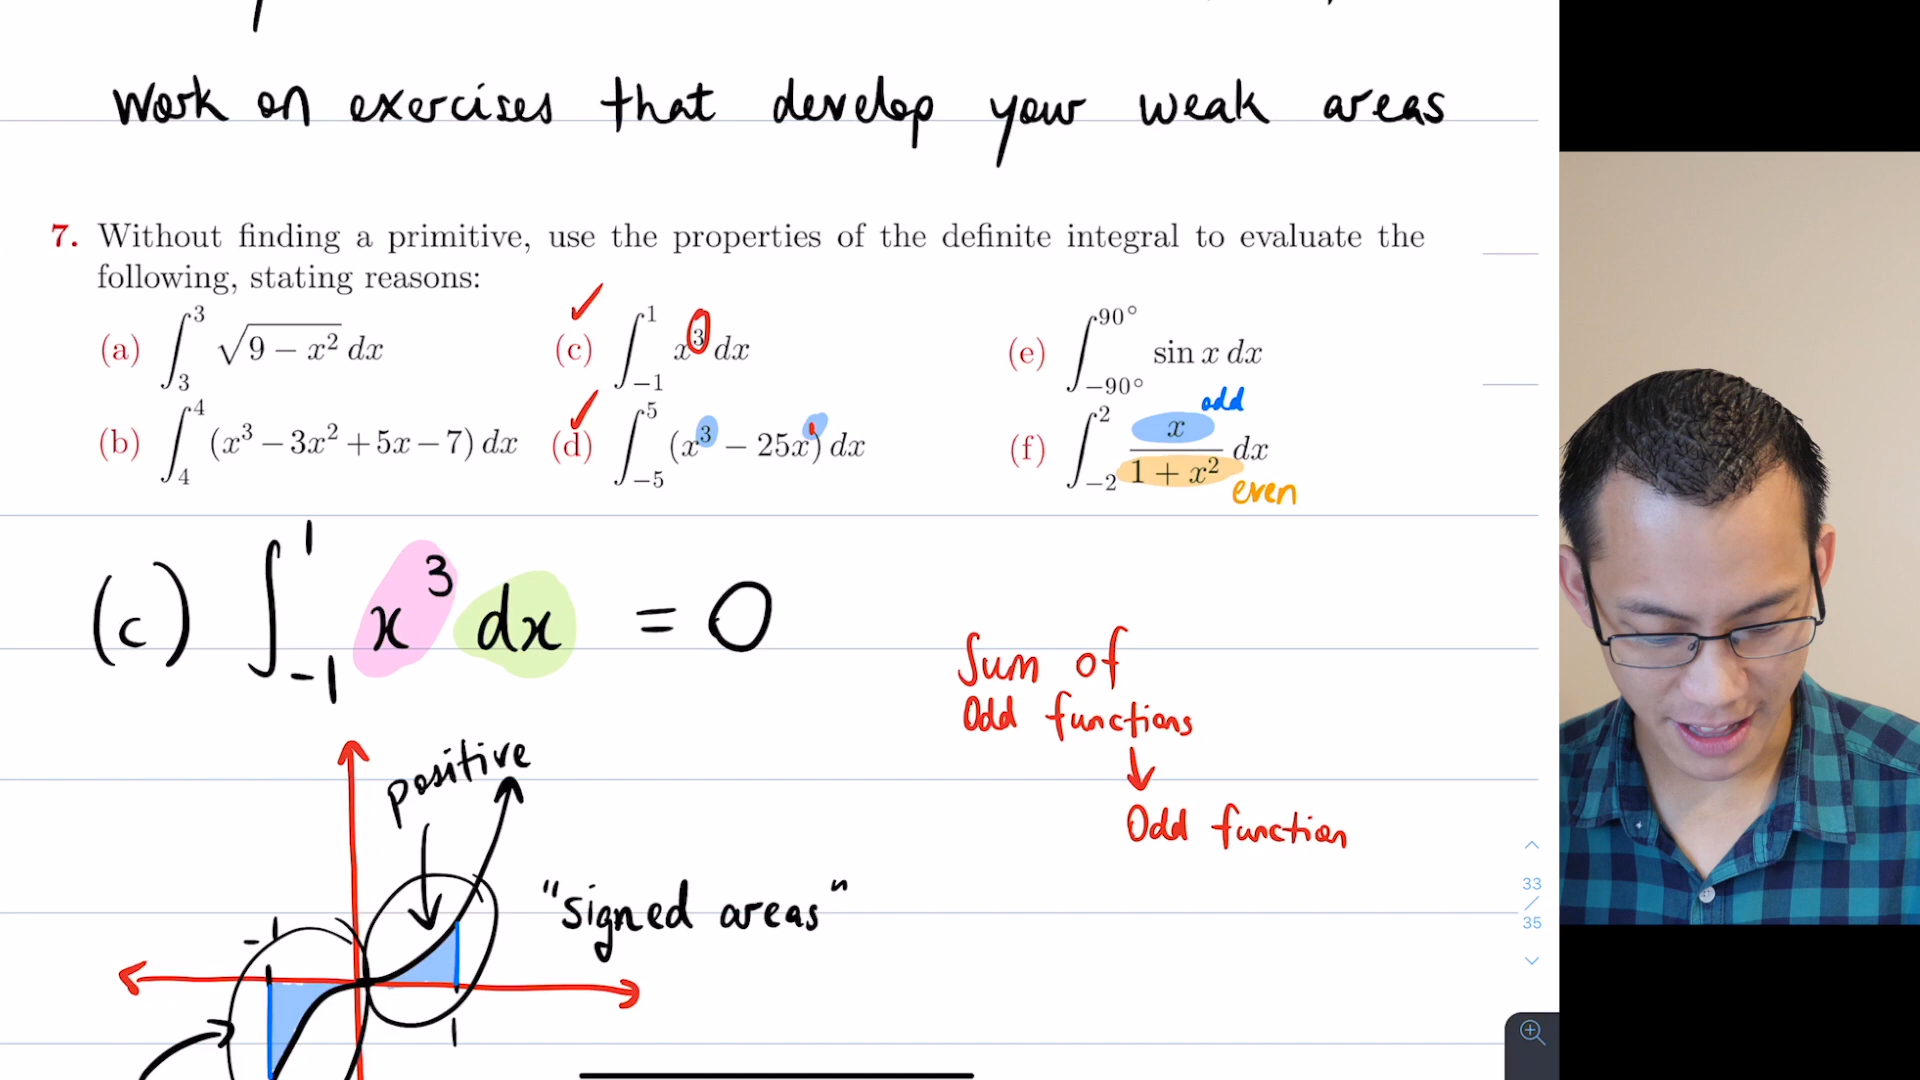 Work on exercises that develop your weak areas
7. Without finding a primitive, use the properties of the definite integral to evaluate the
following, stating reasons:
(a) ∫_3^3 √(9 − x²) dx
(c) ∫_{−1}^1 x³ dx
(e) ∫_{−90°}^{90°} sin x dx
(b) ∫_4^4 (x³ − 3x² + 5x − 7) dx
(d) ∫_{−5}^5 (x³ − 25x) dx
(f) ∫_{−2}^2 x/(1 + x²) dx
odd
even
(c) ∫_{−1}^1 x³ dx = 0
Sum of
Odd functions
↓
Odd function
positive
"signed areas"
−1
1
33
/
35